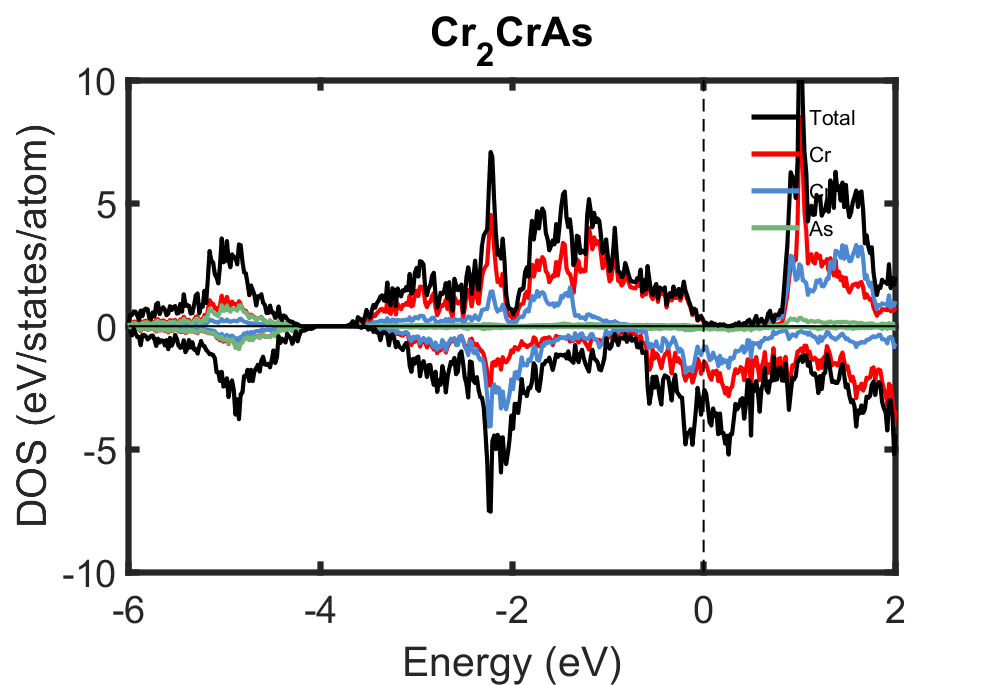 Cr2CrAs
DOS (eV/states/atom)
10
5
0
-5
-10
Total
Cr
Cr
As
-6
-4
-2
0
2
Energy (eV)